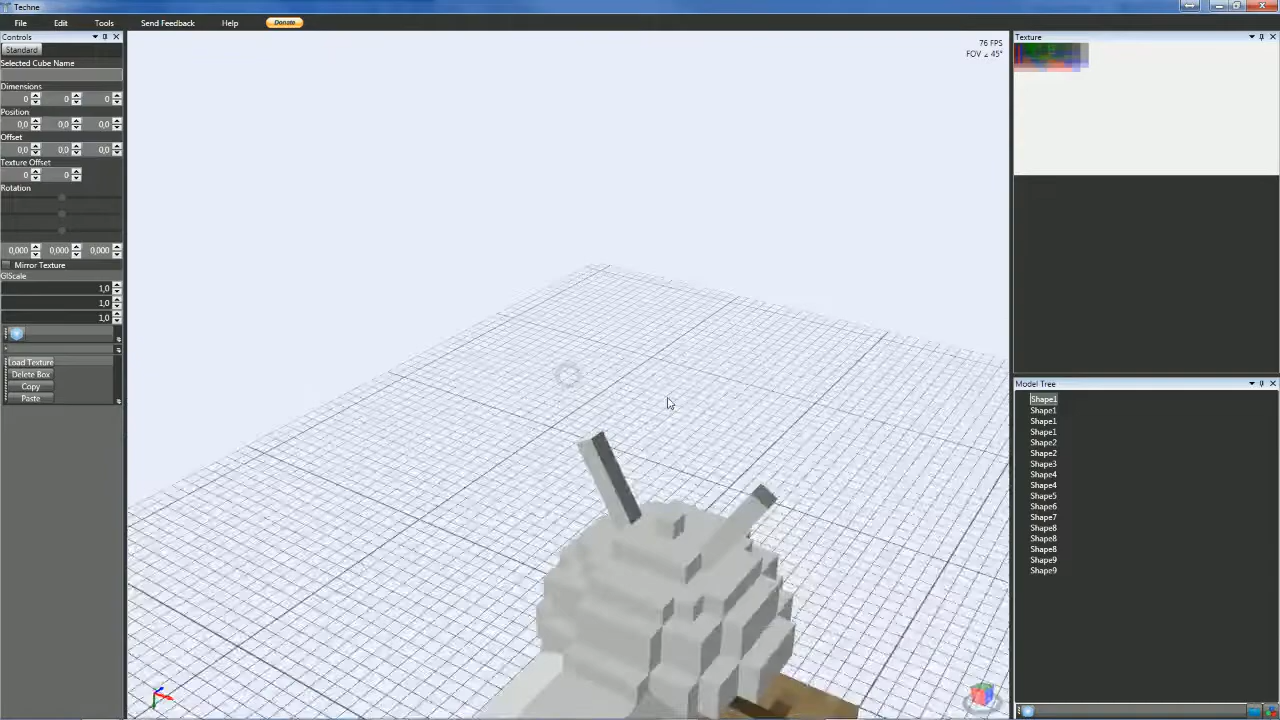 Techne
File Edit Tools Send Feedback Help Donate
Controls
Standard
Selected Cube Name
Dimensions
0 0 0
Position
0,0 0,0 0,0
Offset
0,0 0,0 0,0
Texture Offset
0 0
Rotation
0,000 0,000 0,000
Mirror Texture
GlScale
1,0
1,0
1,0
Load Texture
Delete Box
Copy
Paste
76 FPS
FOV ± 45°
Texture
Model Tree
Shape1
Shape1
Shape1
Shape1
Shape2
Shape2
Shape3
Shape4
Shape4
Shape5
Shape6
Shape7
Shape8
Shape8
Shape8
Shape9
Shape9